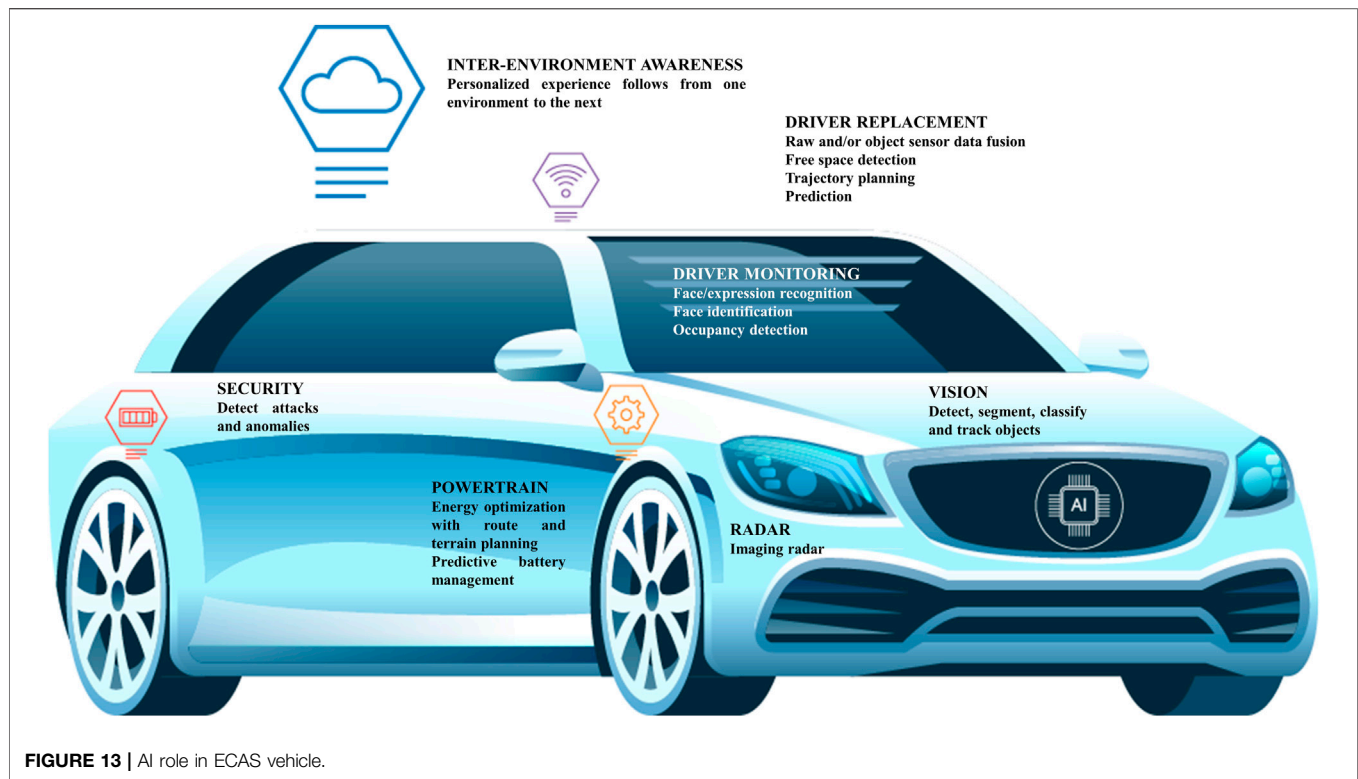 INTER-ENVIRONMENT AWARENESS
Personalized experience follows from one
environment to the next
DRIVER REPLACEMENT
Raw and/or object sensor data fusion
Free space detection
Trajectory planning
Prediction
DRIVER MONITORING
Face/expression recognition
Face identification
Occupancy detection
SECURITY
Detect attacks
and anomalies
VISION
Detect, segment, classify
and track objects
POWERTRAIN
Energy optimization
with route and
terrain planning
Predictive battery
management
RADAR
Imaging radar
AI
FIGURE 13 | AI role in ECAS vehicle.